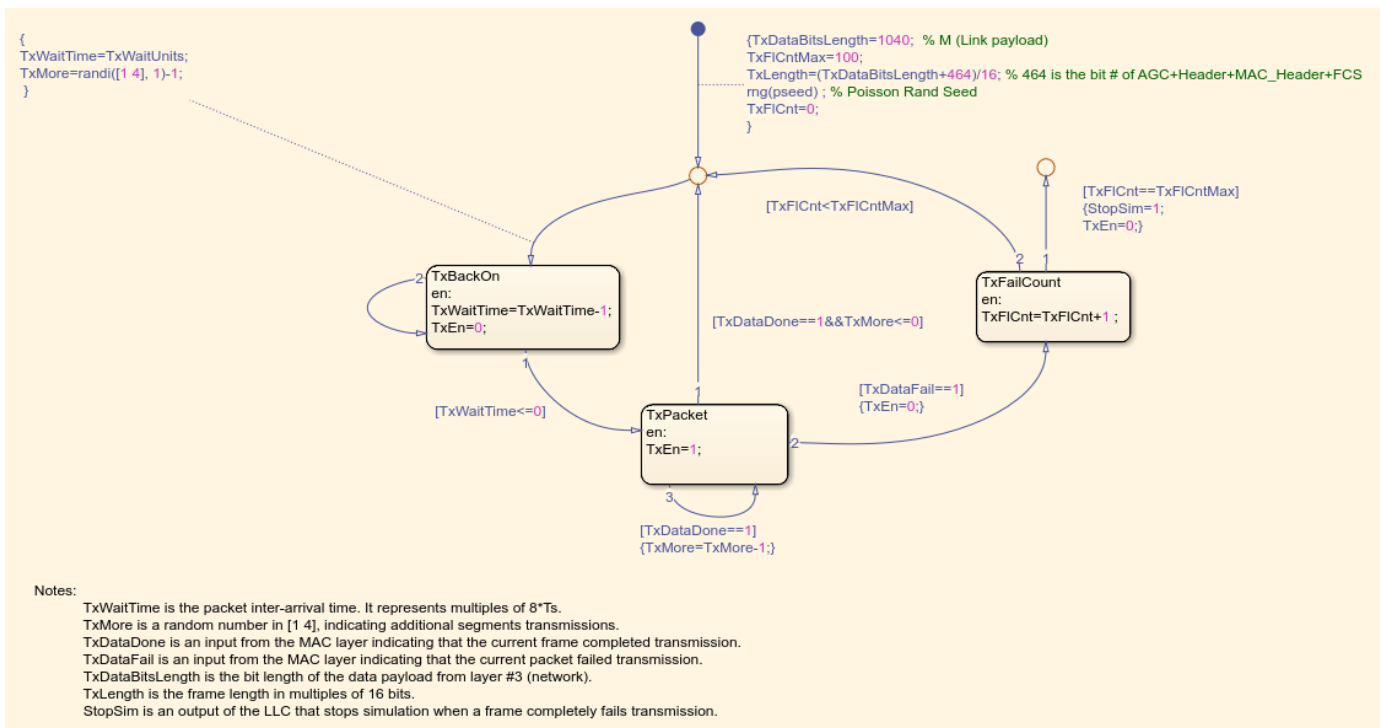 {
TxWaitTime=TxWaitUnits;
TxMore=randi([1 4], 1)-1;
}
{TxDataBitsLength=1040; % M (Link payload)
TxFlCntMax=100;
TxLength=(TxDataBitsLength+464)/16; % 464 is the bit # of AGC+Header+MAC_Header+FCS
rng(pseed) ; % Poisson Rand Seed
TxFlCnt=0;
}
[TxFlCnt<TxFlCntMax]
[TxFlCnt==TxFlCntMax]
{StopSim=1;
TxEn=0;}
2
TxBackOn
en:
TxWaitTime=TxWaitTime-1;
TxEn=0;
1
2
1
TxFailCount
en:
TxFlCnt=TxFlCnt+1 ;
[TxDataDone==1&&TxMore<=0]
[TxWaitTime<=0]
[TxDataFail==1]
{TxEn=0;}
1
TxPacket
en:
TxEn=1;
2
3
[TxDataDone==1]
{TxMore=TxMore-1;}
Notes:
TxWaitTime is the packet inter-arrival time. It represents multiples of 8*Ts.
TxMore is a random number in [1 4], indicating additional segments transmissions.
TxDataDone is an input from the MAC layer indicating that the current frame completed transmission.
TxDataFail is an input from the MAC layer indicating that the current packet failed transmission.
TxDataBitsLength is the bit length of the data payload from layer #3 (network).
TxLength is the frame length in multiples of 16 bits.
StopSim is an output of the LLC that stops simulation when a frame completely fails transmission.